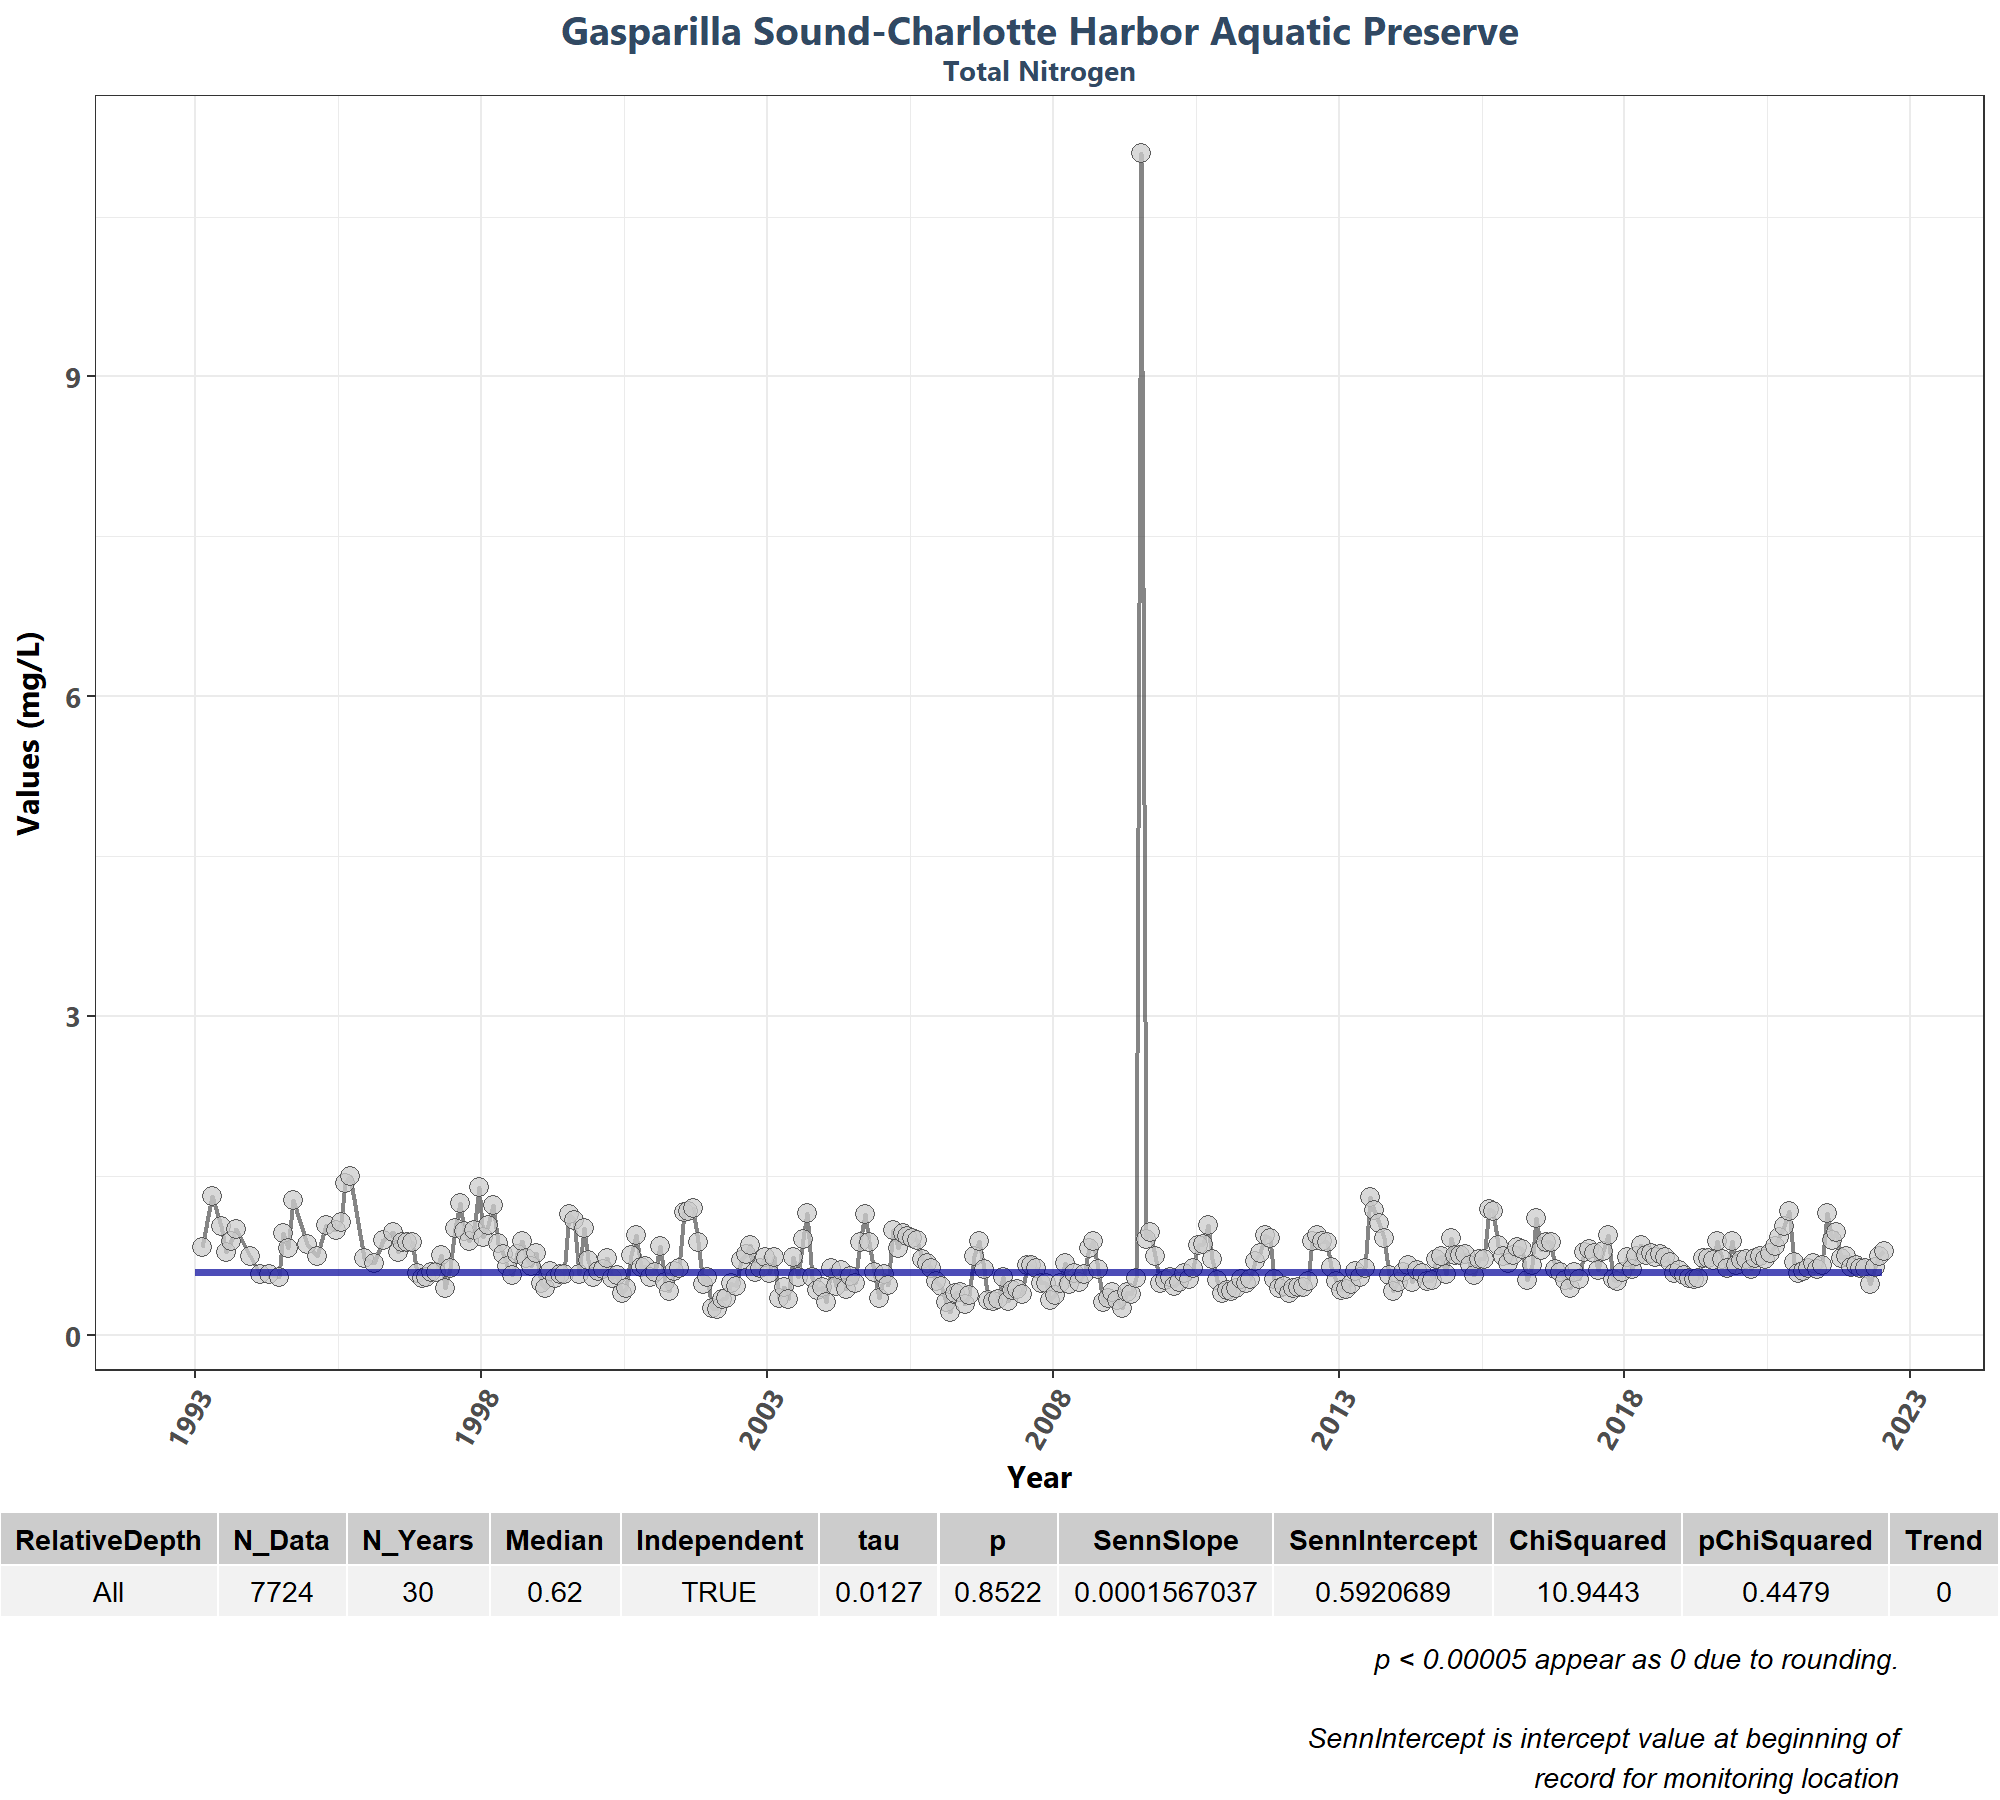 Gasparilla Sound-Charlotte Harbor Aquatic Preserve
Total Nitrogen
Values (mg/L)
9
6
3
0
1993 1998 2003 2008 2013 2018 2023
Year
RelativeDepth N_Data N_Years Median Independent tau p SennSlope SennIntercept ChiSquared pChiSquared Trend
All 7724 30 0.62 TRUE 0.0127 0.8522 0.0001567037 0.5920689 10.9443 0.4479 0
p < 0.00005 appear as 0 due to rounding.
SennIntercept is intercept value at beginning of
record for monitoring location